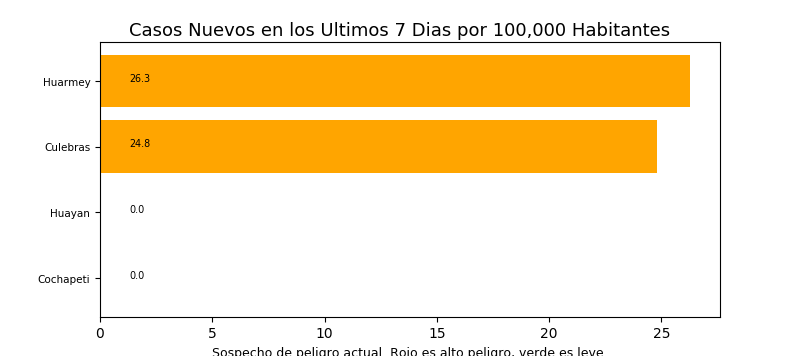 Casos Nuevos en los Ultimos 7 Dias por 100,000 Habitantes
Huarmey 26.3
Culebras 24.8
Huayan 0.0
Cochapeti 0.0
0 5 10 15 20 25
Sospecho de peligro actual. Rojo es alto peligro, verde es leve